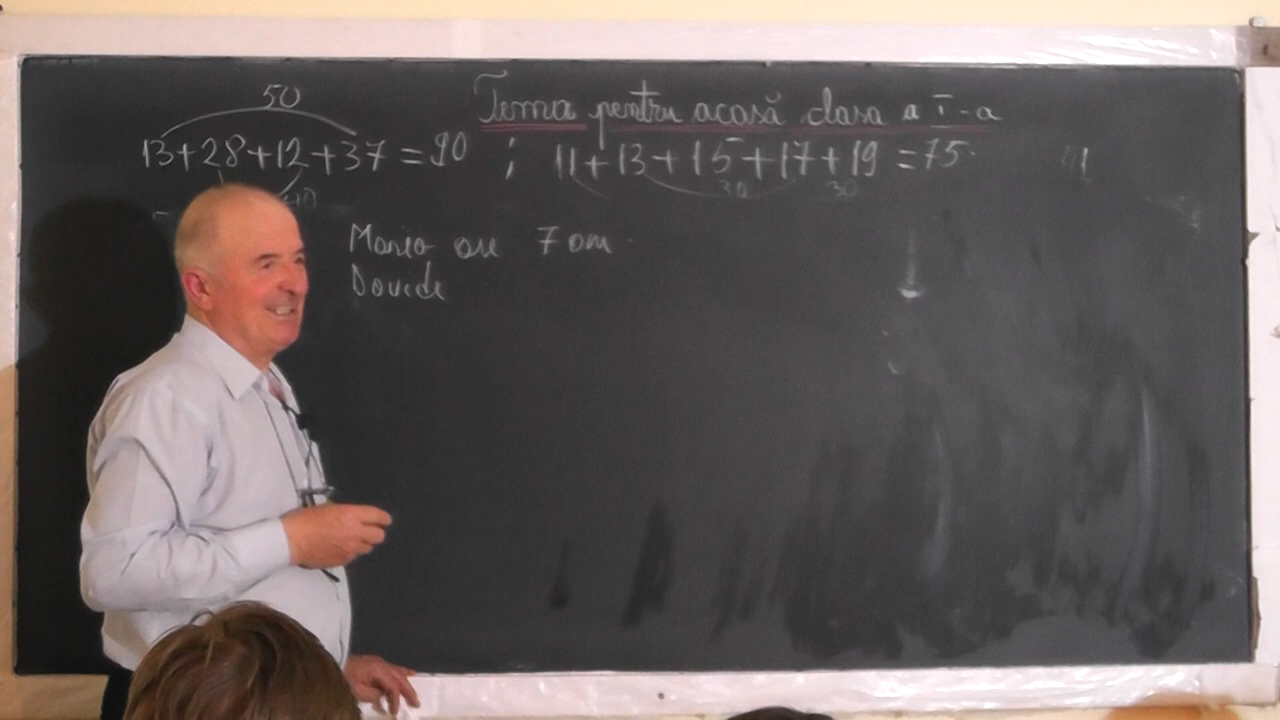 Tema pentru acasă clasa a I-a
50
13+28+12+37=90 ; 11+13+15+17+19=75.
40 30 30
Maria are 7 ani.
Davide